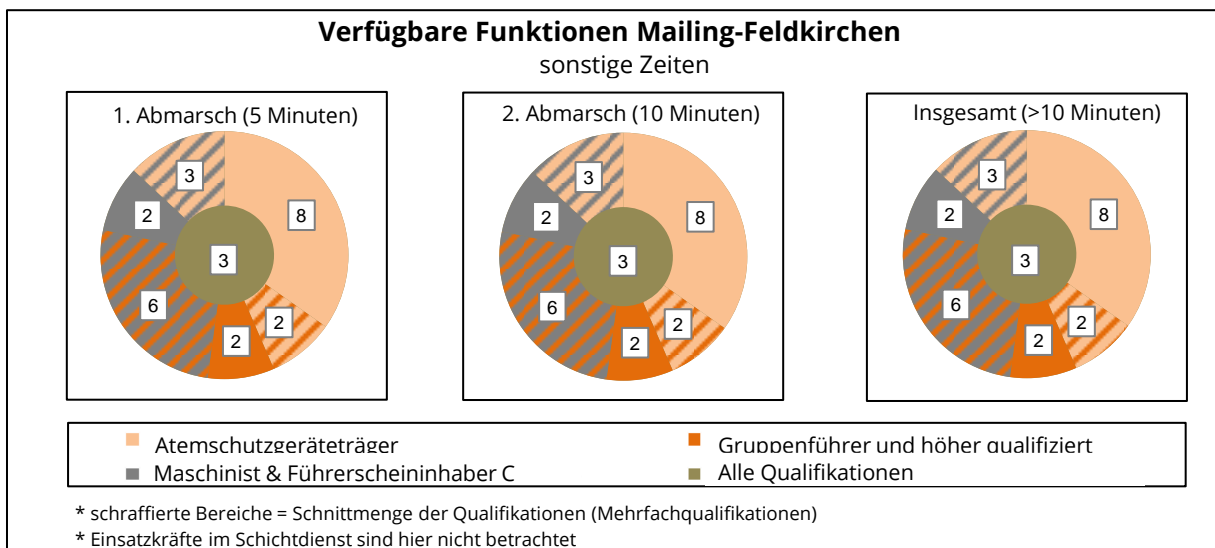 Verfügbare Funktionen Mailing-Feldkirchen
sonstige Zeiten
1. Abmarsch (5 Minuten)
3
8
2
3
6
2
2
2. Abmarsch (10 Minuten)
3
8
2
3
6
2
2
Insgesamt (>10 Minuten)
3
8
2
3
6
2
2
Atemschutzgeräteträger
Gruppenführer und höher qualifiziert
Maschinist & Führerscheininhaber C
Alle Qualifikationen
* schraffierte Bereiche = Schnittmenge der Qualifikationen (Mehrfachqualifikationen)
* Einsatzkräfte im Schichtdienst sind hier nicht betrachtet